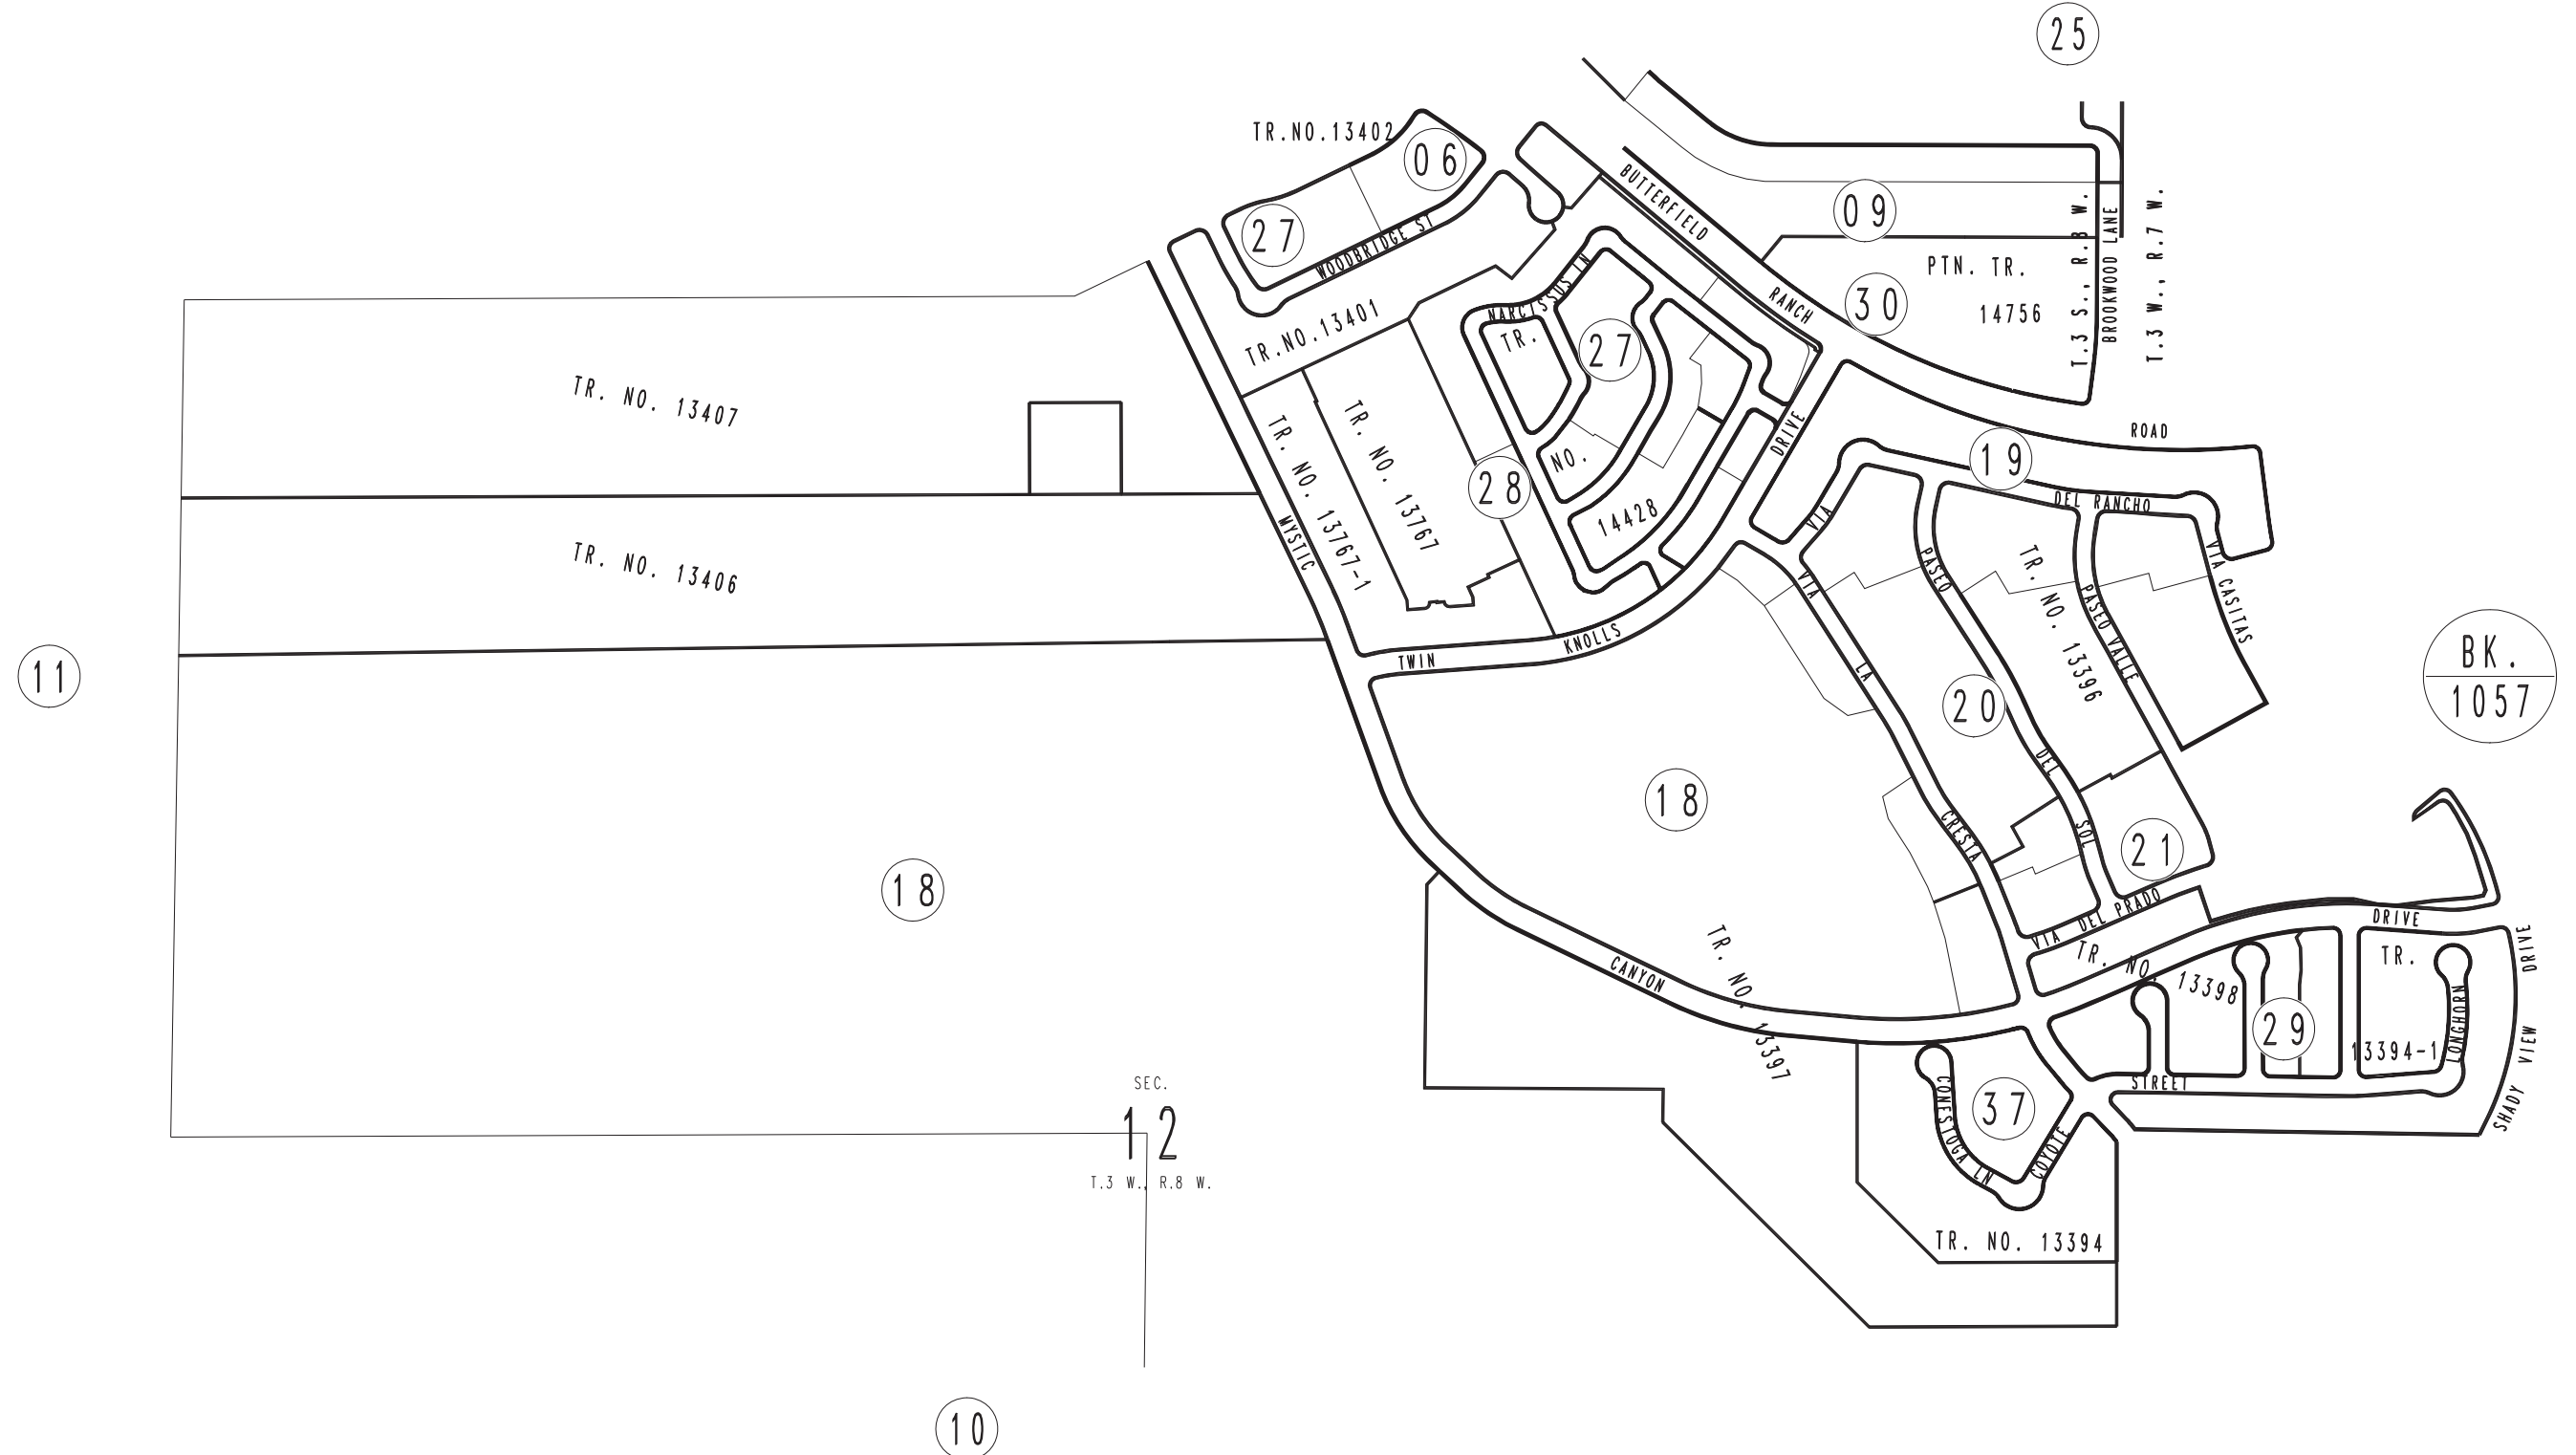 25
TR.NO.13402
06
27
WOODBRIDGE ST
BUTTERFIELD
RANCH
ROAD
09
PTN. TR.
14756
30
T.3 S., R.8 W.
BROOKWOOD LANE
T.3 W., R.7 W.
TR.NO.13401
NARCISSUS LN
TR.
27
NO.
14428
28
TR. NO. 13407
TR. NO. 13406
TR. NO. 13767-1
TR. NO. 13767
MYSTIC
CANYON
DRIVE
TWIN
KNOLLS
DRIVE
19
VIA
DEL RANCHO
VIA CASITAS
VIA
LA
CRESTA
PASEO
DEL
SOL
TR. NO. 13396
PASEO VALLE
11
20
BK.
1057
18
18
21
VIA DEL PRADO
TR. NO. 13398
TR. NO. 13397
TR.
13394-1
LONGHORN
SHADY VIEW DRIVE
29
STREET
37
CONESTOGA LN
COYOTE
SEC.
12
T.3 W., R.8 W.
TR. NO. 13394
10